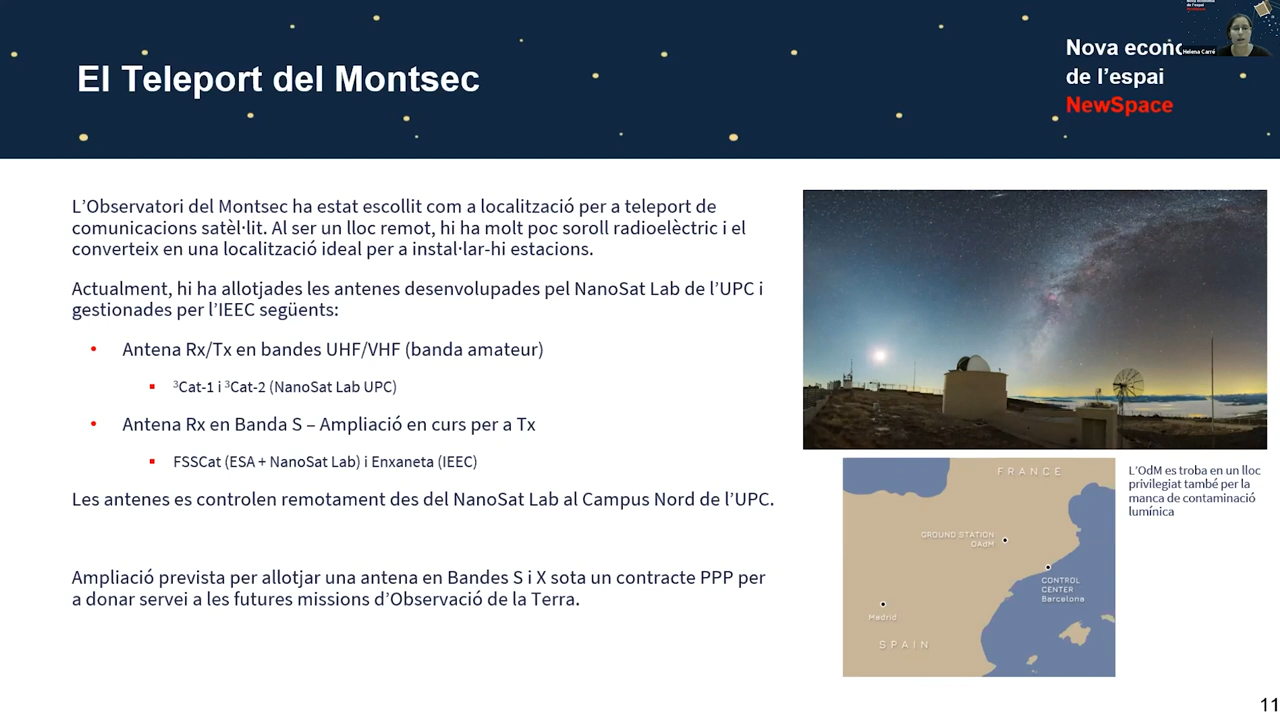 El Teleport del Montsec
Nova econo
de l'espai
NewSpace
Helena Carré
L'Observatori del Montsec ha estat escollit com a localització per a teleport de
comunicacions satèl·lit. Al ser un lloc remot, hi ha molt poc soroll radioelèctric i el
converteix en una localització ideal per a instal·lar-hi estacions.
Actualment, hi ha allotjades les antenes desenvolupades pel NanoSat Lab de l'UPC i
gestionades per l'IEEC següents:
• Antena Rx/Tx en bandes UHF/VHF (banda amateur)
▪ ³Cat-1 i ³Cat-2 (NanoSat Lab UPC)
• Antena Rx en Banda S – Ampliació en curs per a Tx
▪ FSSCat (ESA + NanoSat Lab) i Enxaneta (IEEC)
Les antenes es controlen remotament des del NanoSat Lab al Campus Nord de l'UPC.
Ampliació prevista per allotjar una antena en Bandes S i X sota un contracte PPP per
a donar servei a les futures missions d'Observació de la Terra.
FRANCE
GROUND STATION
OAdM
CONTROL
CENTER
Barcelona
Madrid
SPAIN
L'OdM es troba en un lloc
privilegiat també per la
manca de contaminació
lumínica
11